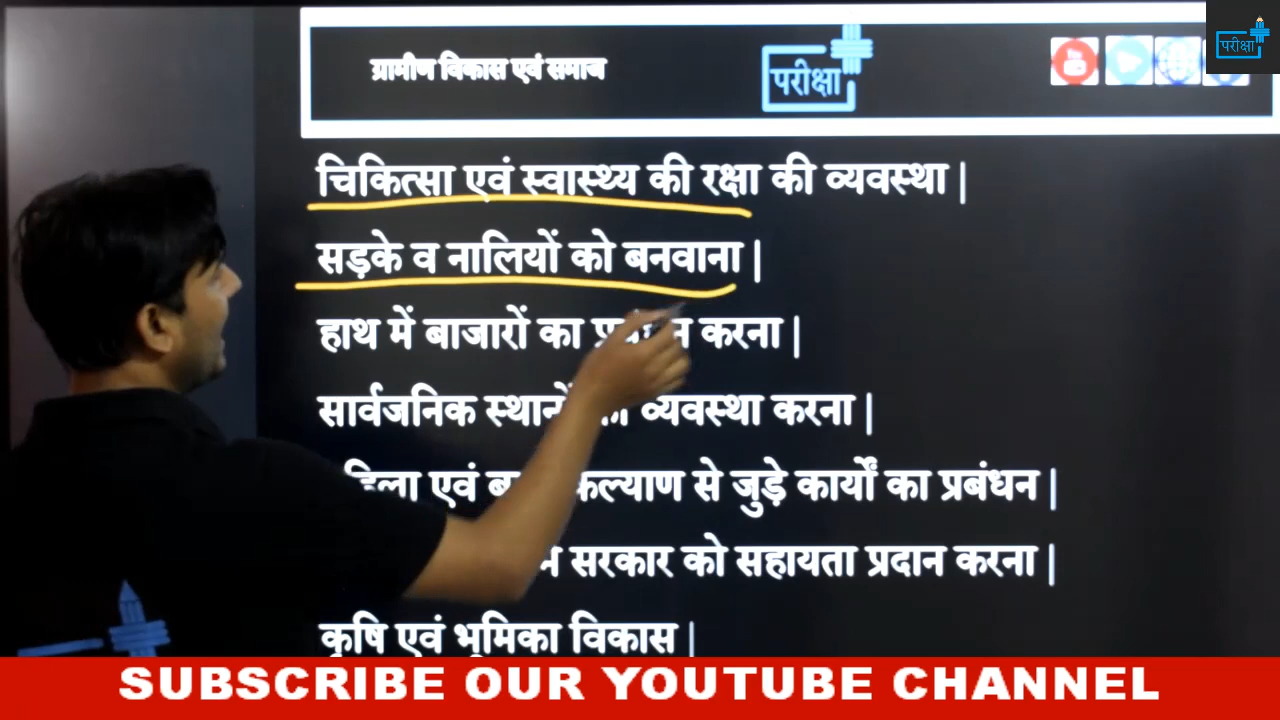 ग्रामीण विकास एवं समाज
परीक्षा
परीक्षा
चिकित्सा एवं स्वास्थ्य की रक्षा की व्यवस्था |
सड़के व नालियों को बनवाना |
हाथ में बाजारों का करना |
सार्वजनिक व्यवस्था करना |
एवं कल्याण से जुड़े कार्यों का प्रबंधन |
सरकार को सहायता प्रदान करना |
कृषि एवं भूमिका विकास |
SUBSCRIBE OUR YOUTUBE CHANNEL